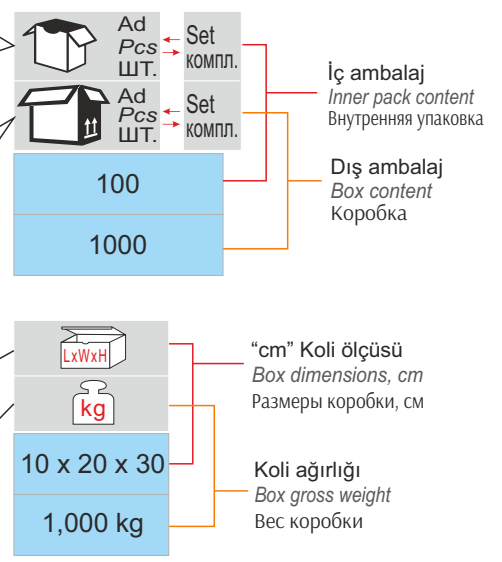 Ad
Pcs
ШТ.
Set
компл.
Ad
Pcs
ШТ.
Set
компл.
100
1000
İç ambalaj
Inner pack content
Внутренняя упаковка
Dış ambalaj
Box content
Коробка
LxWxH
kg
10 x 20 x 30
1,000 kg
“cm” Koli ölçüsü
Box dimensions, cm
Размеры коробки, см
Koli ağırlığı
Box gross weight
Вес коробки